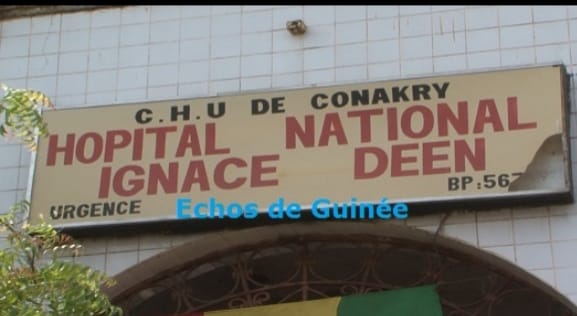 C.H.U DE CONAKRY
HOPITAL NATIONAL
IGNACE DEEN
URGENCE BP:567
Echos de Guinée